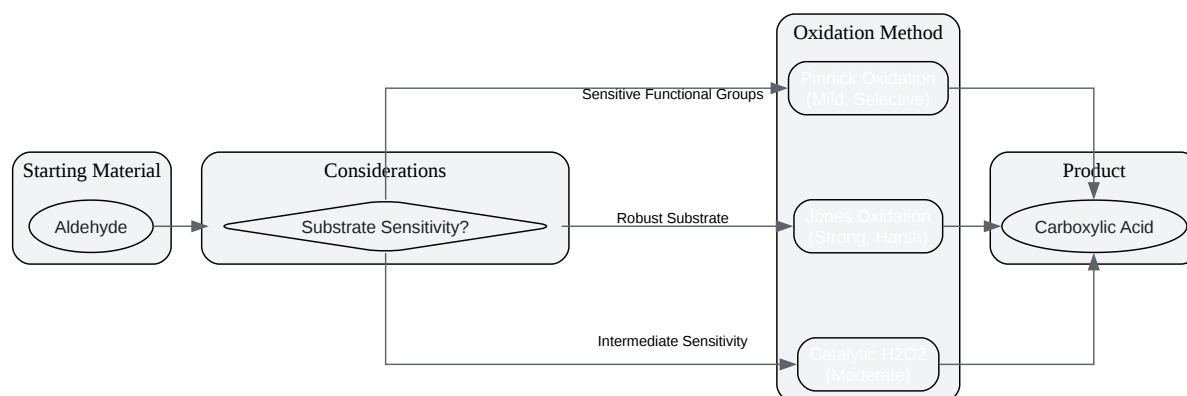 Oxidation Method
Pinnick Oxidation
(Mild, Selective)
Sensitive Functional Groups
Starting Material
Considerations
Product
Aldehyde
Substrate Sensitivity?
Robust Substrate
Jones Oxidation
(Strong, Harsh)
Carboxylic Acid
Intermediate Sensitivity
Catalytic H2O2
(Moderate)